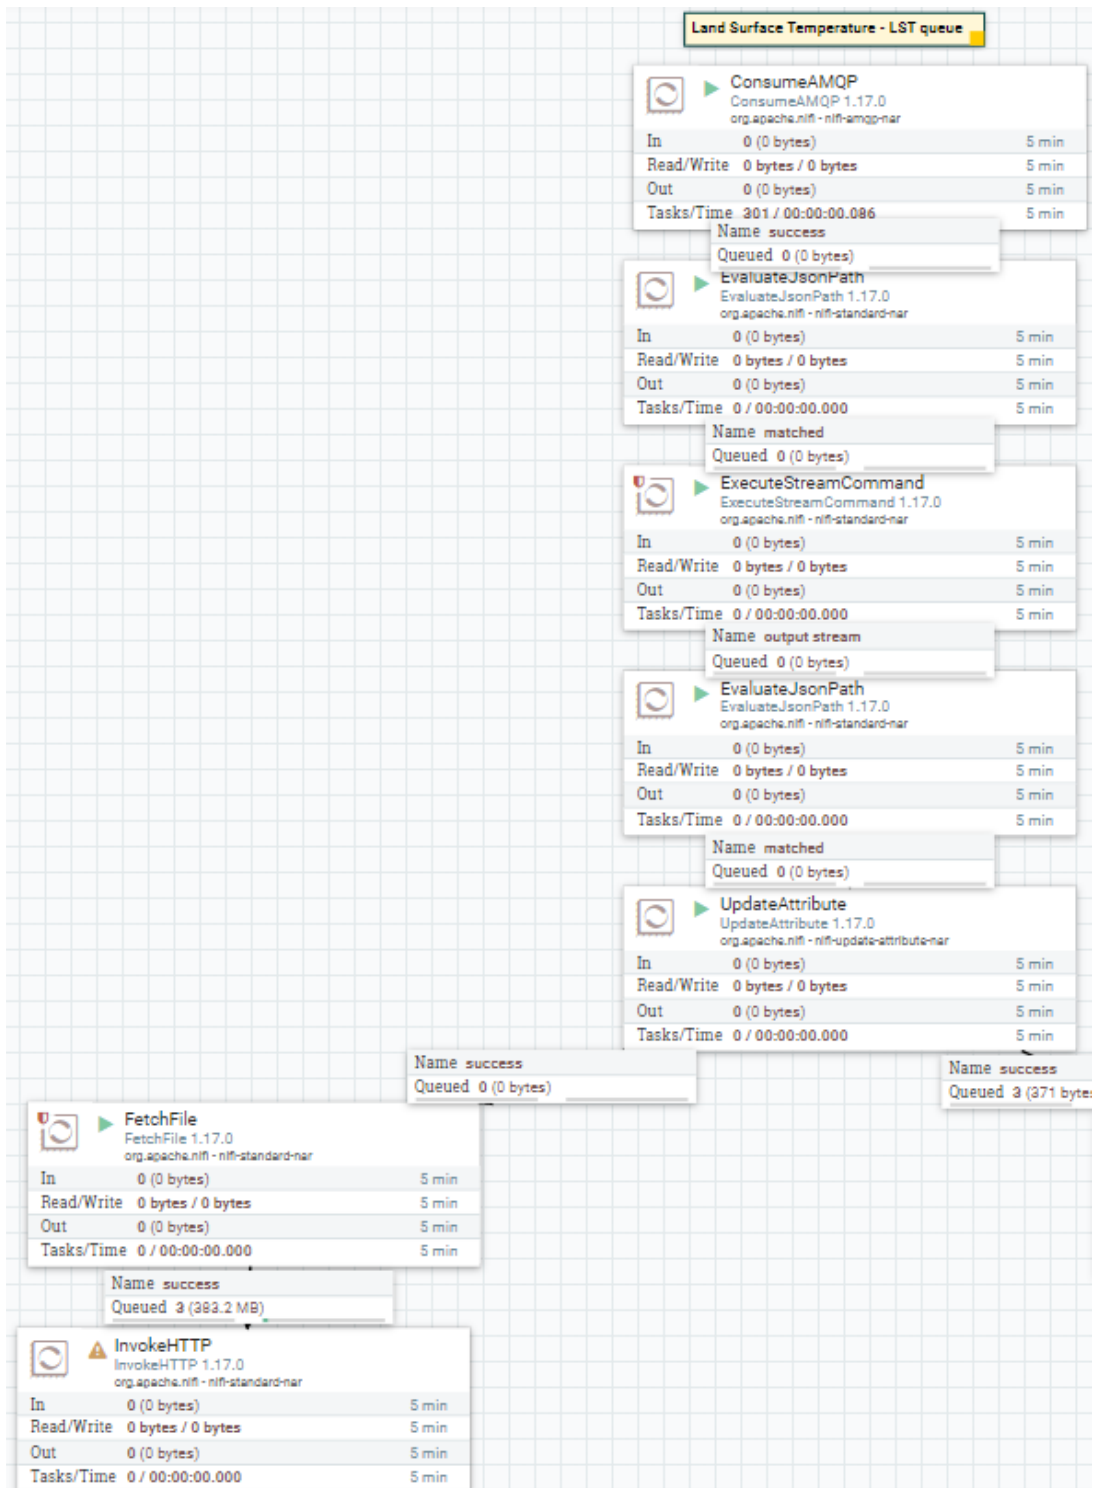 Land Surface Temperature - LST queue
ConsumeAMQP
ConsumeAMQP 1.17.0
org.apache.nifi - nifi-amqp-nar
In 0 (0 bytes) 5 min
Read/Write 0 bytes / 0 bytes 5 min
Out 0 (0 bytes) 5 min
Tasks/Time 301 / 00:00:00.086 5 min
Name success
Queued 0 (0 bytes)
EvaluateJsonPath
EvaluateJsonPath 1.17.0
org.apache.nifi - nifi-standard-nar
In 0 (0 bytes) 5 min
Read/Write 0 bytes / 0 bytes 5 min
Out 0 (0 bytes) 5 min
Tasks/Time 0 / 00:00:00.000 5 min
Name matched
Queued 0 (0 bytes)
ExecuteStreamCommand
ExecuteStreamCommand 1.17.0
org.apache.nifi - nifi-standard-nar
In 0 (0 bytes) 5 min
Read/Write 0 bytes / 0 bytes 5 min
Out 0 (0 bytes) 5 min
Tasks/Time 0 / 00:00:00.000 5 min
Name output stream
Queued 0 (0 bytes)
EvaluateJsonPath
EvaluateJsonPath 1.17.0
org.apache.nifi - nifi-standard-nar
In 0 (0 bytes) 5 min
Read/Write 0 bytes / 0 bytes 5 min
Out 0 (0 bytes) 5 min
Tasks/Time 0 / 00:00:00.000 5 min
Name matched
Queued 0 (0 bytes)
UpdateAttribute
UpdateAttribute 1.17.0
org.apache.nifi - nifi-update-attribute-nar
In 0 (0 bytes) 5 min
Read/Write 0 bytes / 0 bytes 5 min
Out 0 (0 bytes) 5 min
Tasks/Time 0 / 00:00:00.000 5 min
Name success
Queued 0 (0 bytes)
Name success
Queued 3 (371 bytes
FetchFile
FetchFile 1.17.0
org.apache.nifi - nifi-standard-nar
In 0 (0 bytes) 5 min
Read/Write 0 bytes / 0 bytes 5 min
Out 0 (0 bytes) 5 min
Tasks/Time 0 / 00:00:00.000 5 min
Name success
Queued 3 (383.2 MB)
InvokeHTTP
InvokeHTTP 1.17.0
org.apache.nifi - nifi-standard-nar
In 0 (0 bytes) 5 min
Read/Write 0 bytes / 0 bytes 5 min
Out 0 (0 bytes) 5 min
Tasks/Time 0 / 00:00:00.000 5 min